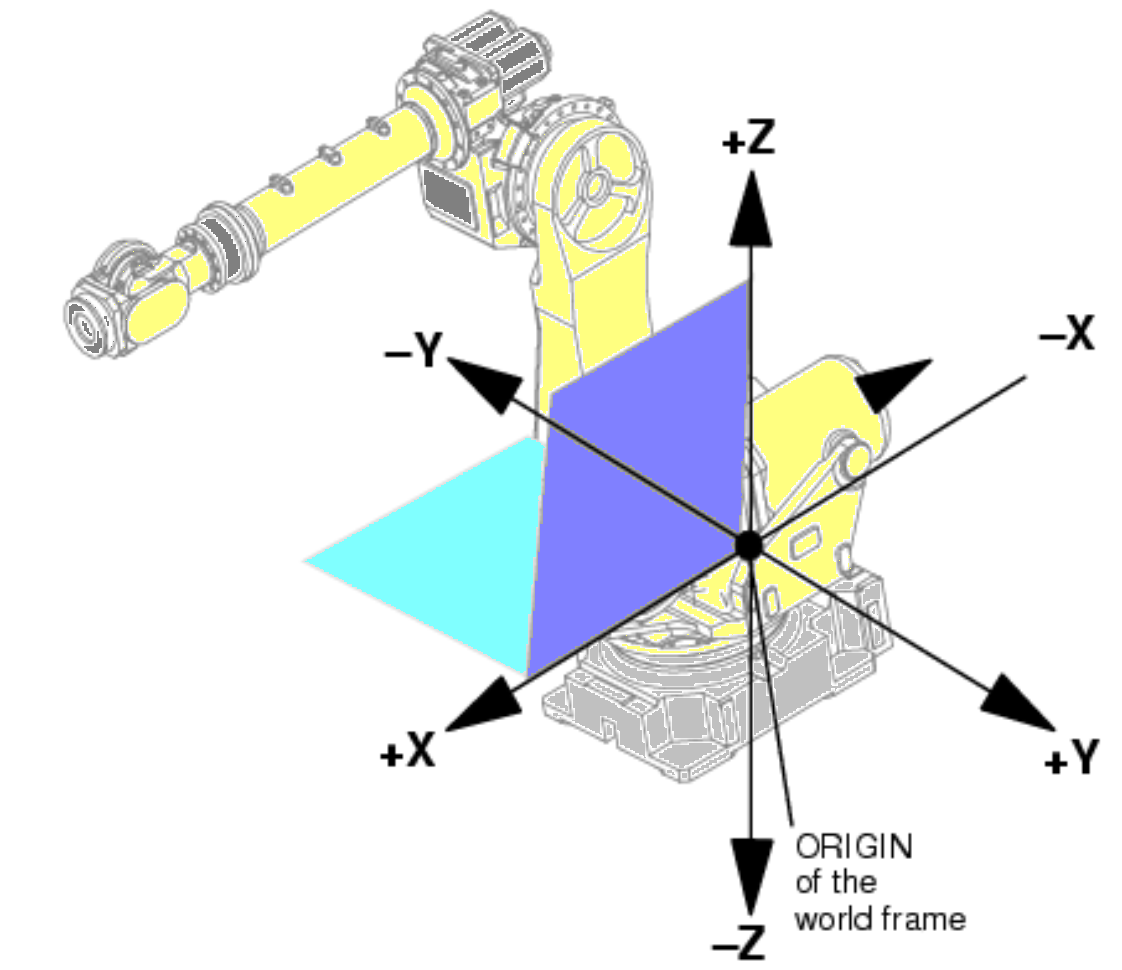 +Z
–X
–Y
+X
+Y
ORIGIN
of the
world frame
–Z